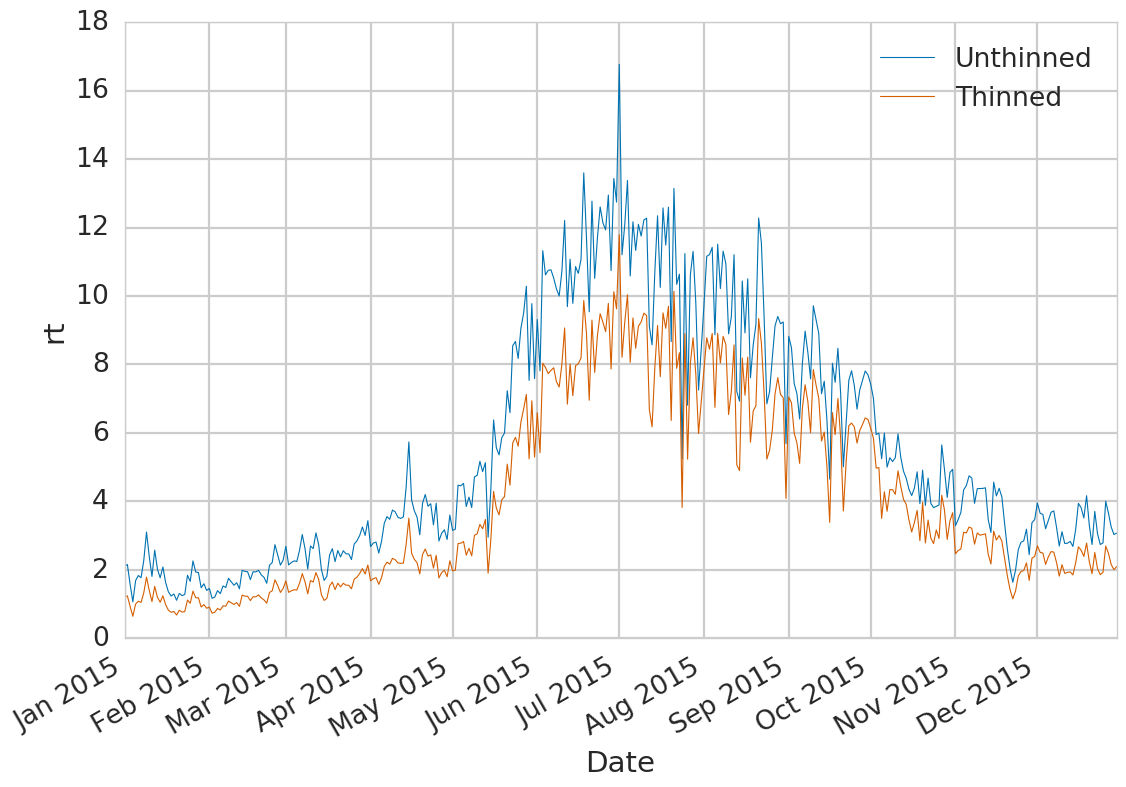 18
16
14
12
10
8
6
4
2
0
rt
Unthinned
Thinned
Jan 2015
Feb 2015
Mar 2015
Apr 2015
May 2015
Jun 2015
Jul 2015
Aug 2015
Sep 2015
Oct 2015
Nov 2015
Dec 2015
Date